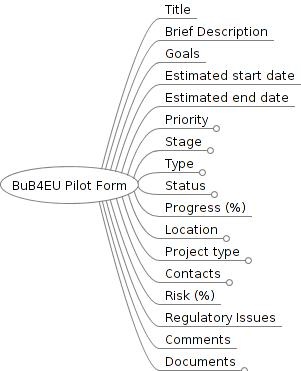 Title
Brief Description
Goals
Estimated start date
Estimated end date
Priority
Stage
Type
BuB4EU Pilot Form
Status
Progress (%)
Location
Project type
Contacts
Risk (%)
Regulatory Issues
Comments
Documents